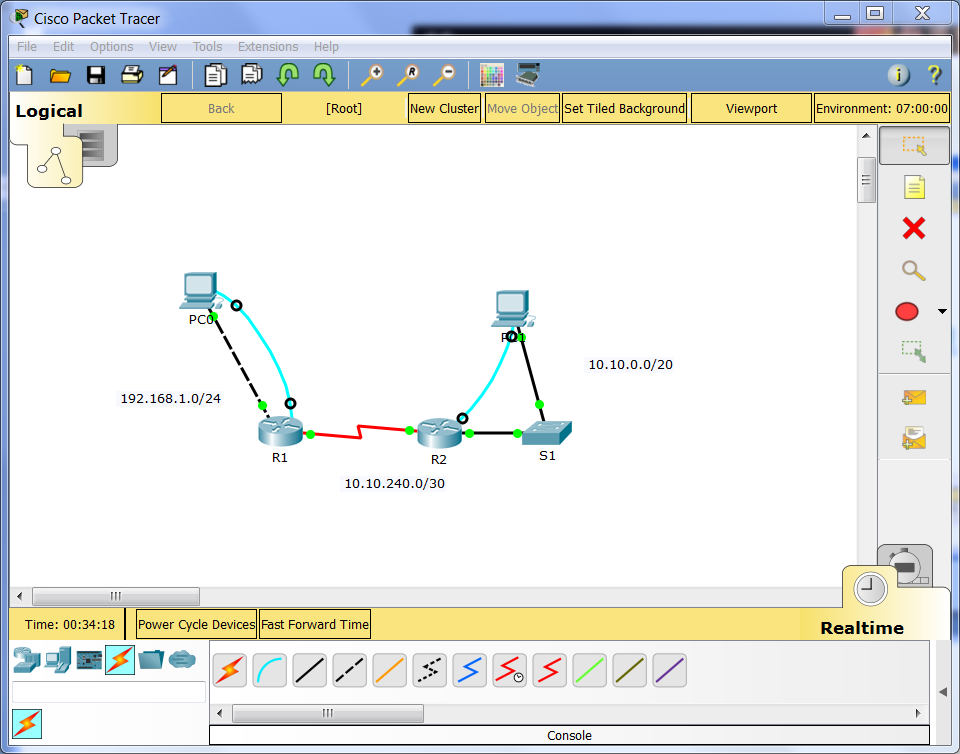 Cisco Packet Tracer
File Edit Options View Tools Extensions Help
Logical
Back
[Root]
New Cluster
Move Object
Set Tiled Background
Viewport
Environment: 07:00:00
PC0
10.10.0.0/20
192.168.1.0/24
R1
R2
S1
10.10.240.0/30
Time: 00:34:18
Power Cycle Devices
Fast Forward Time
Realtime
Console